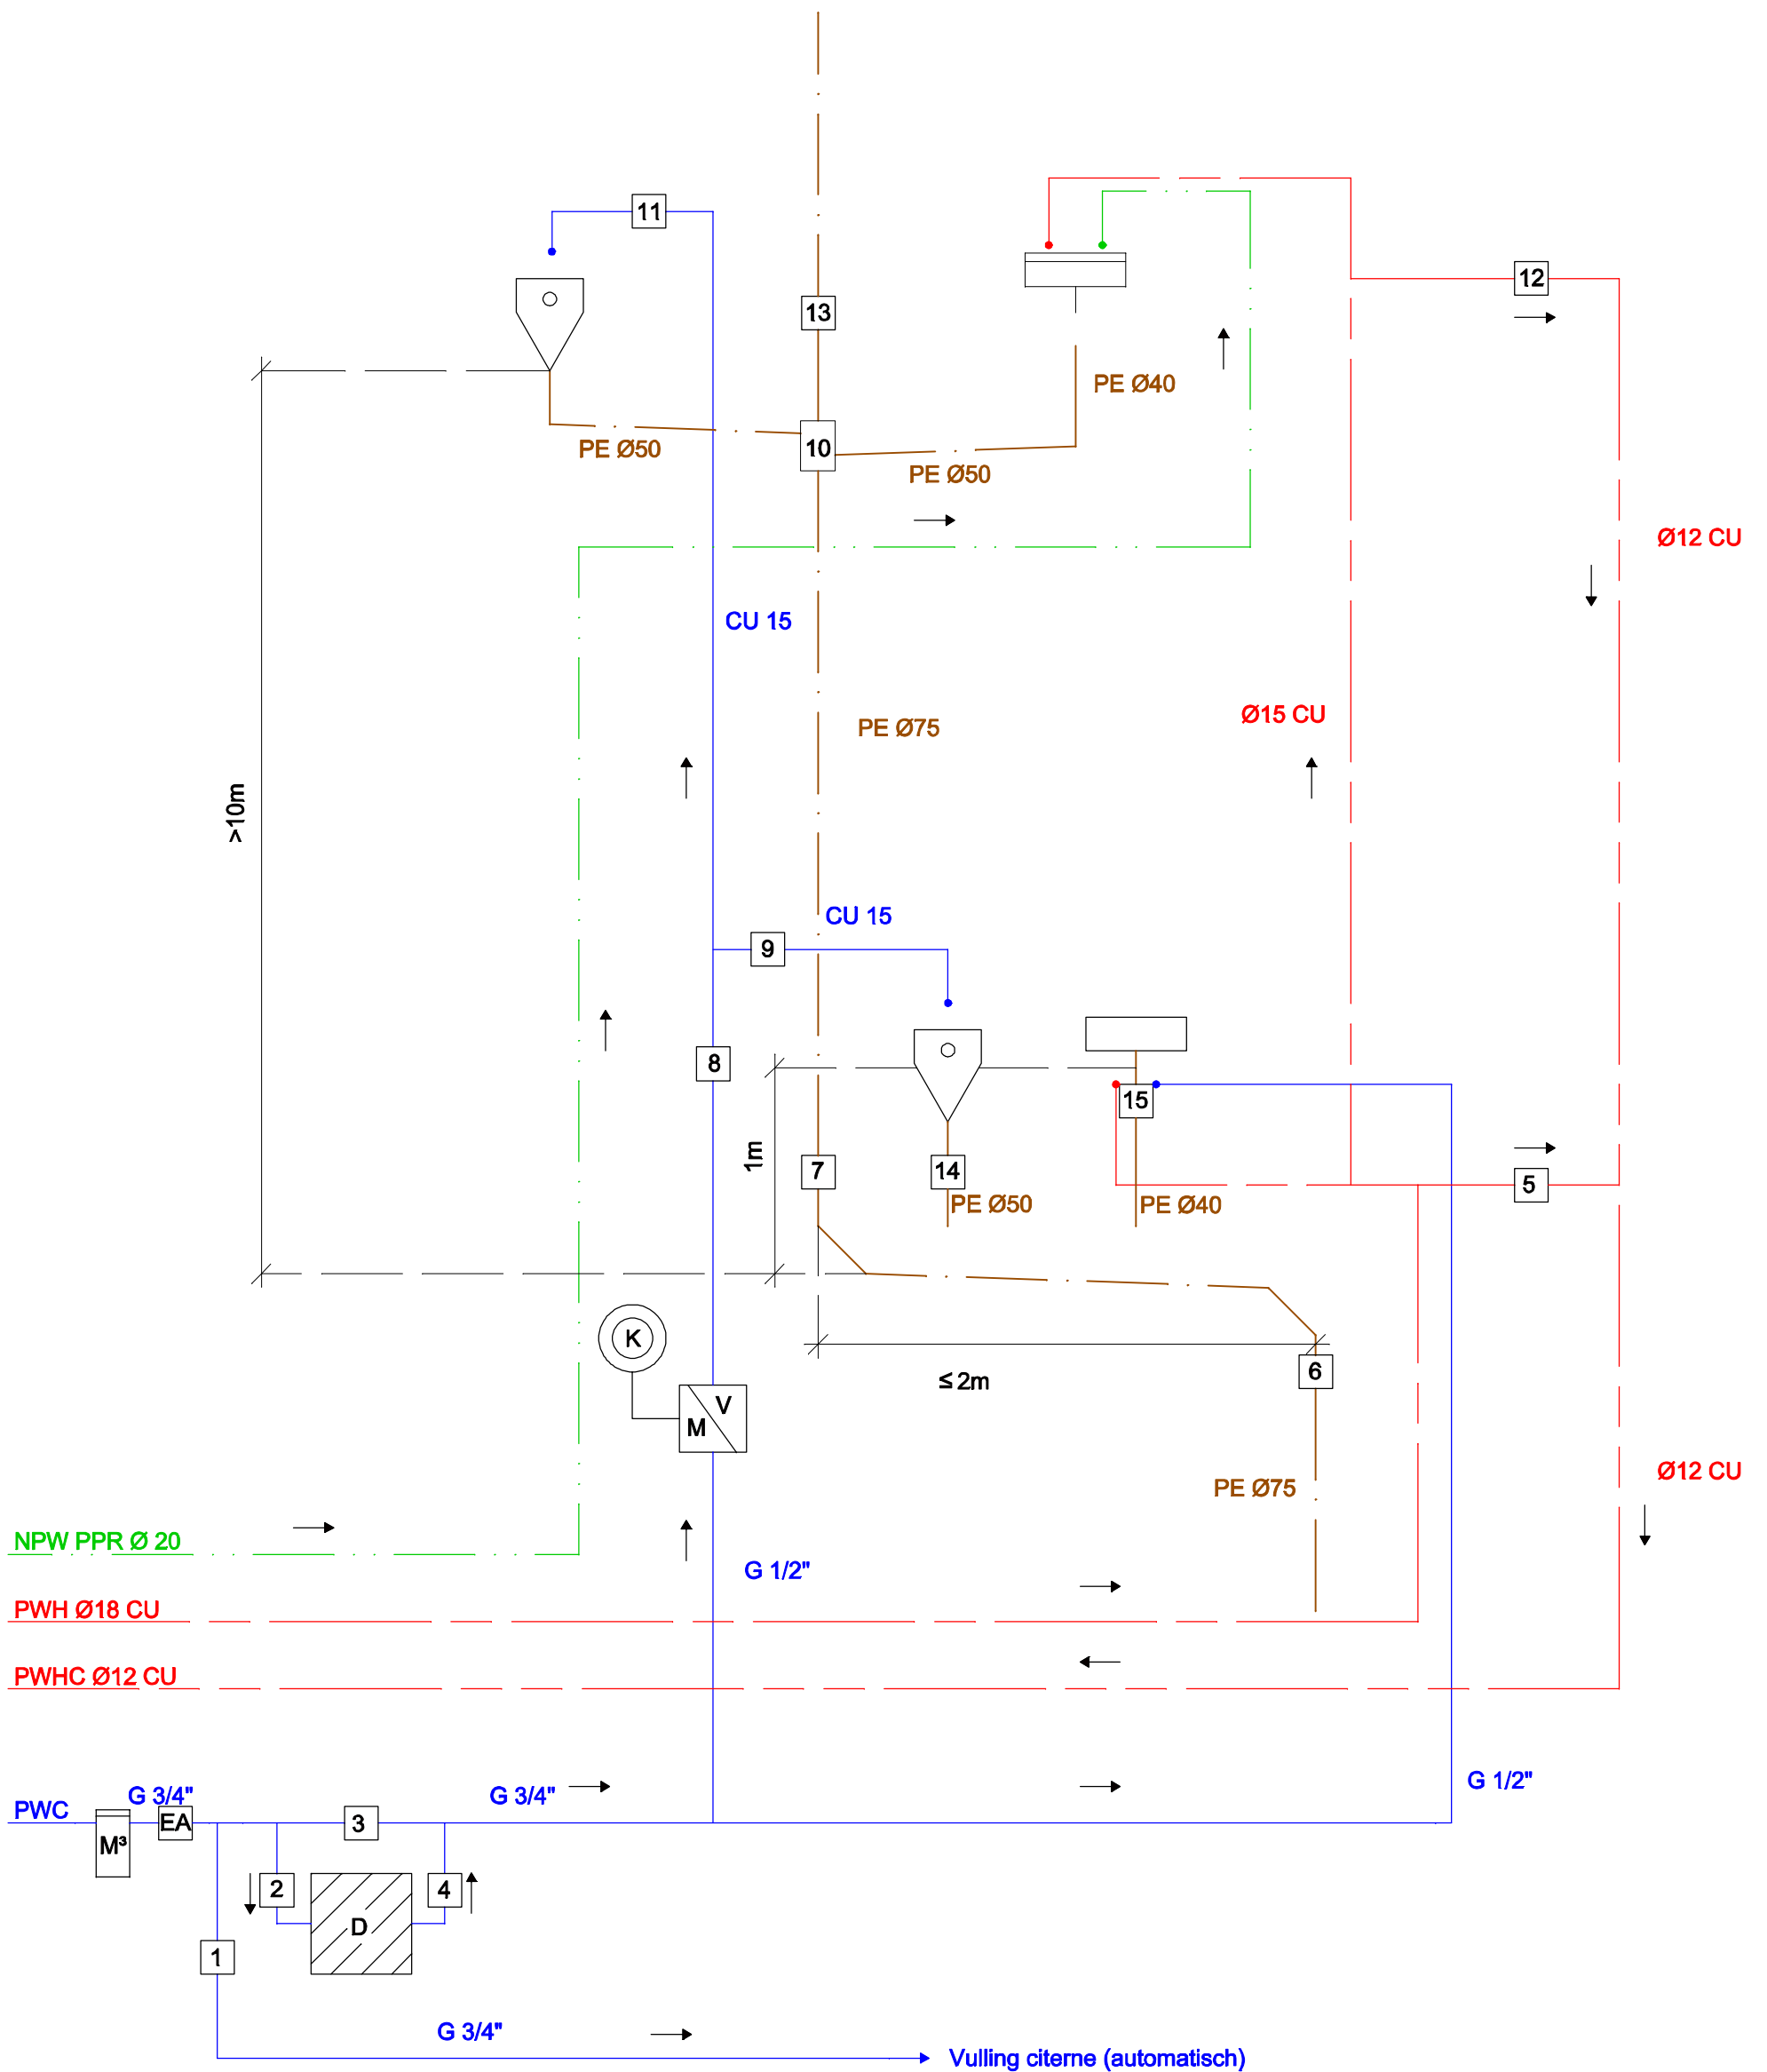 11
12
13
PE Ø40
10
PE Ø50
PE Ø50
Ø12 CU
CU 15
Ø15 CU
PE Ø75
>10m
CU 15
9
8
15
1m
7
14
5
PE Ø50
PE Ø40
K
6
≤ 2m
V
M
Ø12 CU
PE Ø75
NPW PPR Ø 20
G 1/2"
PWH Ø18 CU
PWHC Ø12 CU
G 1/2"
G 3/4"
G 3/4"
PWC
EA
3
M³
2
4
D
1
G 3/4"
Vulling citerne (automatisch)